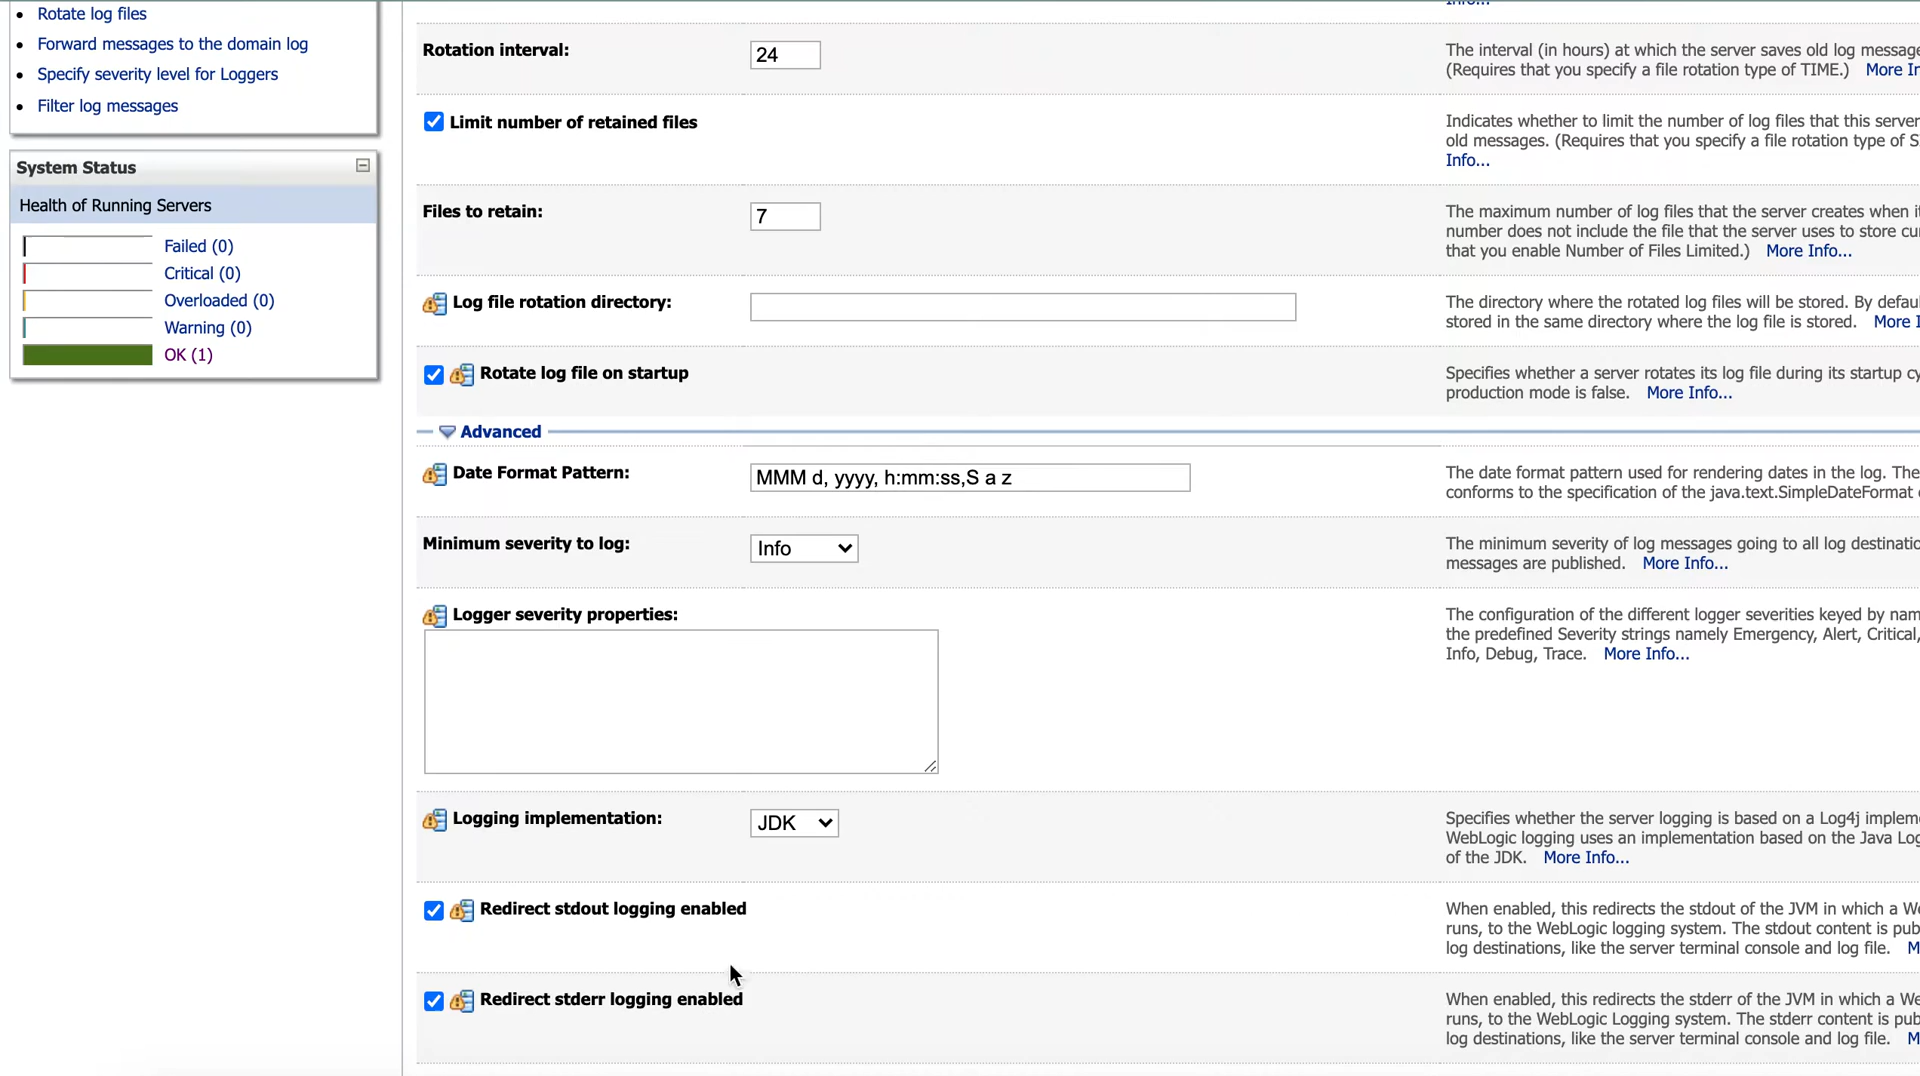 Rotate log files
Forward messages to the domain log
Specify severity level for Loggers
Filter log messages
System Status
Health of Running Servers
Failed (0)
Critical (0)
Overloaded (0)
Warning (0)
OK (1)
Info...
Rotation interval:
24
The interval (in hours) at which the server saves old log message
(Requires that you specify a file rotation type of TIME.) More In
Limit number of retained files
Indicates whether to limit the number of log files that this server
old messages. (Requires that you specify a file rotation type of S
Info...
Files to retain:
7
The maximum number of log files that the server creates when it
number does not include the file that the server uses to store cu
that you enable Number of Files Limited.) More Info...
Log file rotation directory:
The directory where the rotated log files will be stored. By defau
stored in the same directory where the log file is stored. More I
Rotate log file on startup
Specifies whether a server rotates its log file during its startup cy
production mode is false. More Info...
Advanced
Date Format Pattern:
MMM d, yyyy, h:mm:ss,S a z
The date format pattern used for rendering dates in the log. The
conforms to the specification of the java.text.SimpleDateFormat
Minimum severity to log:
Info
The minimum severity of log messages going to all log destinatio
messages are published. More Info...
Logger severity properties:
The configuration of the different logger severities keyed by nam
the predefined Severity strings namely Emergency, Alert, Critical,
Info, Debug, Trace. More Info...
Logging implementation:
JDK
Specifies whether the server logging is based on a Log4j implem
WebLogic logging uses an implementation based on the Java Log
of the JDK. More Info...
Redirect stdout logging enabled
When enabled, this redirects the stdout of the JVM in which a We
runs, to the WebLogic logging system. The stdout content is pub
log destinations, like the server terminal console and log file. M
Redirect stderr logging enabled
When enabled, this redirects the stderr of the JVM in which a We
runs, to the WebLogic Logging system. The stderr content is pub
log destinations, like the server terminal console and log file. M